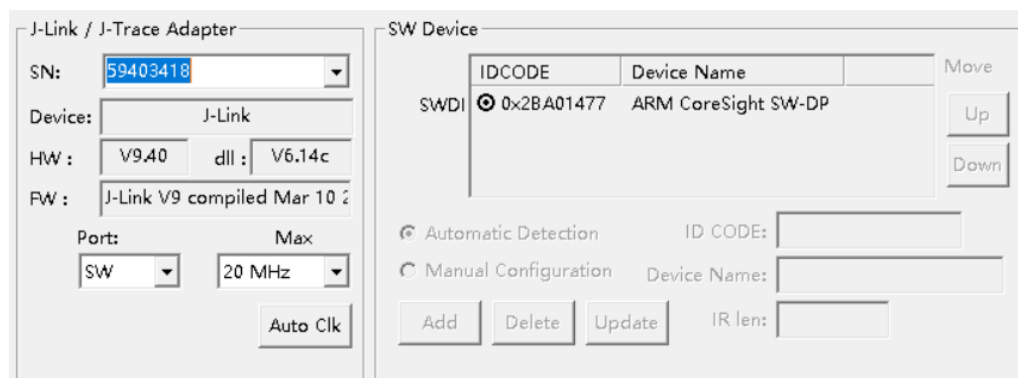 J-Link / J-Trace Adapter
SN: 59403418
Device: J-Link
HW : V9.40 dll : V6.14c
FW : J-Link V9 compiled Mar 10 2
Port: Max
SW 20 MHz
Auto Clk
SW Device
IDCODE Device Name
SWDI 0x2BA01477 ARM CoreSight SW-DP
Move
Up
Down
Automatic Detection ID CODE:
Manual Configuration Device Name:
Add Delete Update IR len: